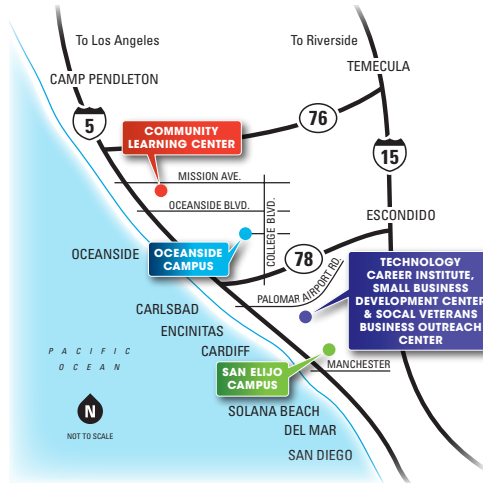 To Los Angeles
To Riverside
TEMECULA
CAMP PENDLETON
5
76
COMMUNITY
LEARNING CENTER
15
MISSION AVE.
OCEANSIDE BLVD.
COLLEGE BLVD.
ESCONDIDO
OCEANSIDE
OCEANSIDE
CAMPUS
78
PALOMAR AIRPORT RD.
TECHNOLOGY
CAREER INSTITUTE,
SMALL BUSINESS
DEVELOPMENT CENTER
& SOCAL VETERANS
BUSINESS OUTREACH
CENTER
CARLSBAD
ENCINITAS
CARDIFF
PACIFIC
OCEAN
SAN ELIJO
CAMPUS
MANCHESTER
N
NOT TO SCALE
SOLANA BEACH
DEL MAR
SAN DIEGO